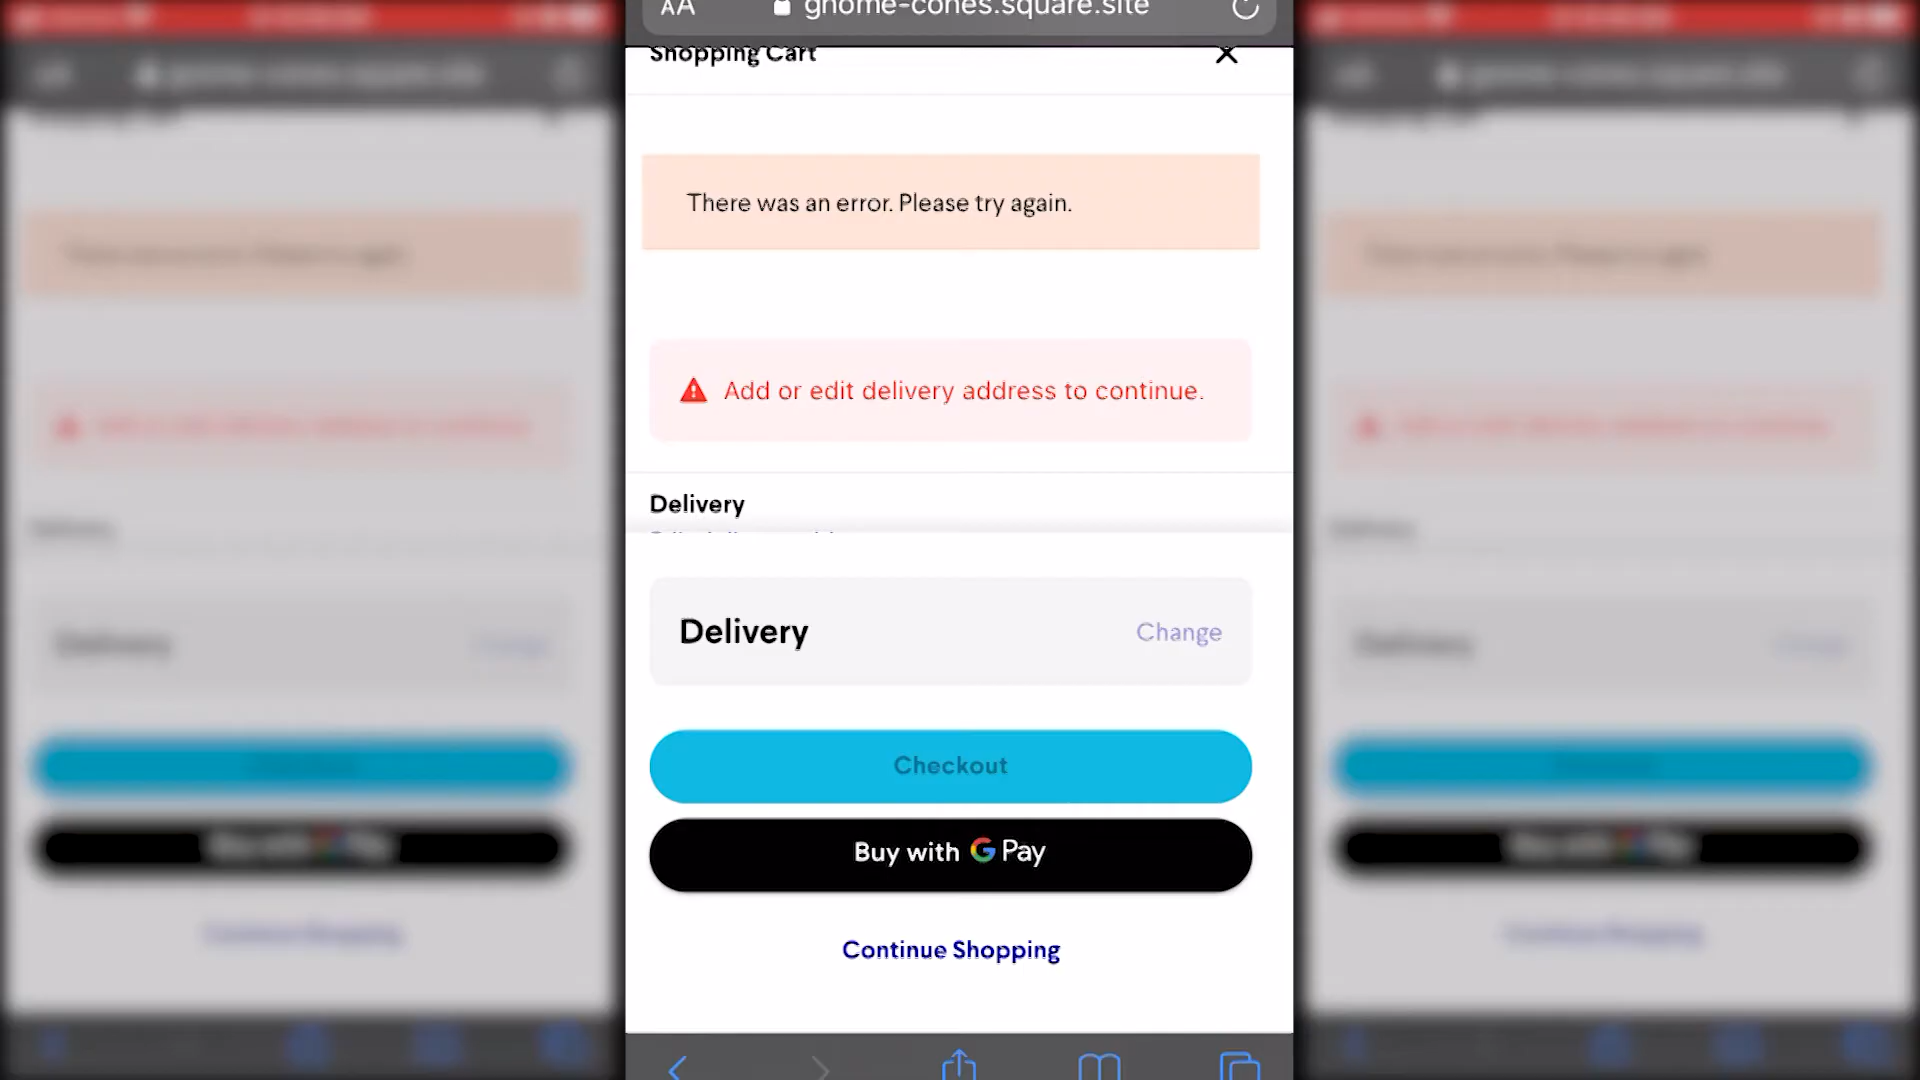 AA gnome-cones.square.site
Shopping Cart
There was an error. Please try again.
Add or edit delivery address to continue.
Delivery
Delivery Change
Checkout
Buy with G Pay
Continue Shopping